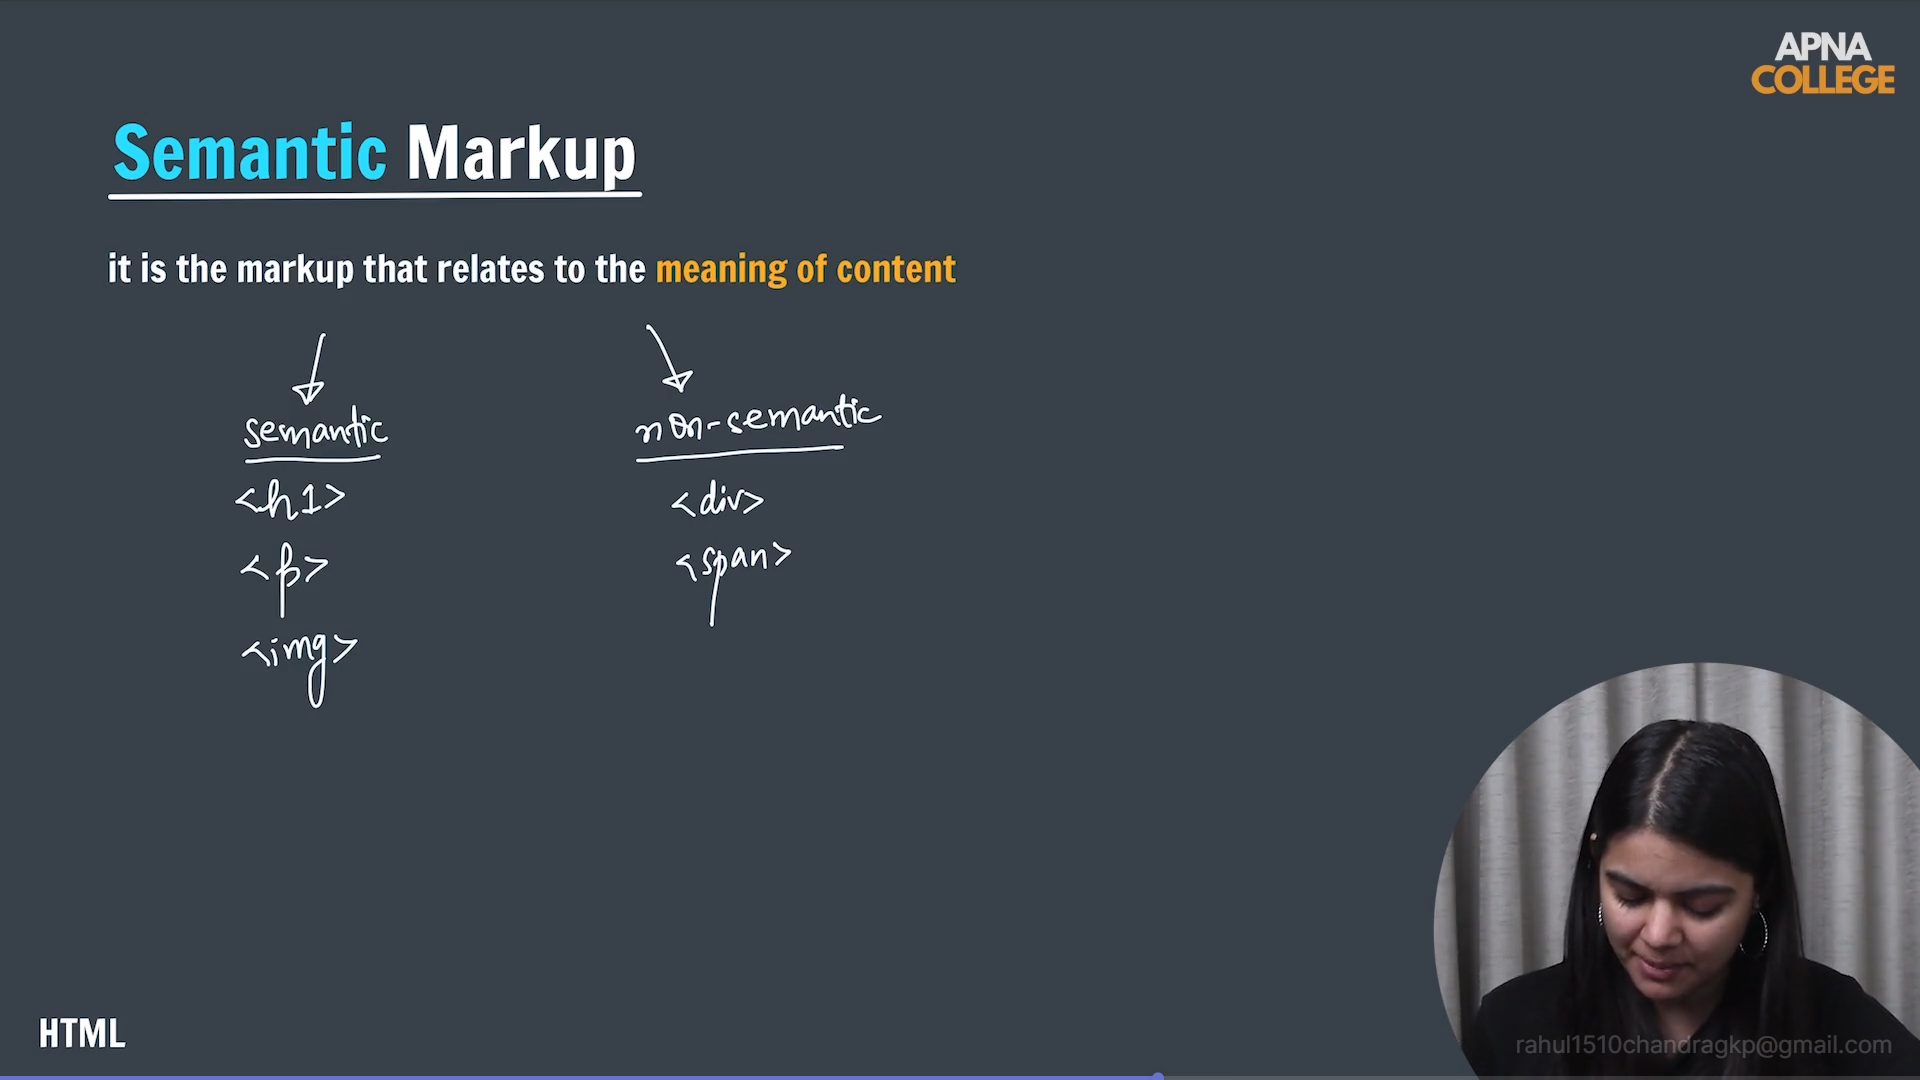 APNA
COLLEGE
Semantic Markup
it is the markup that relates to the meaning of content
semantic
non-semantic
<h1>
<div>
<p>
<span>
<img>
HTML
rahul1510chandragkp@gmail.com